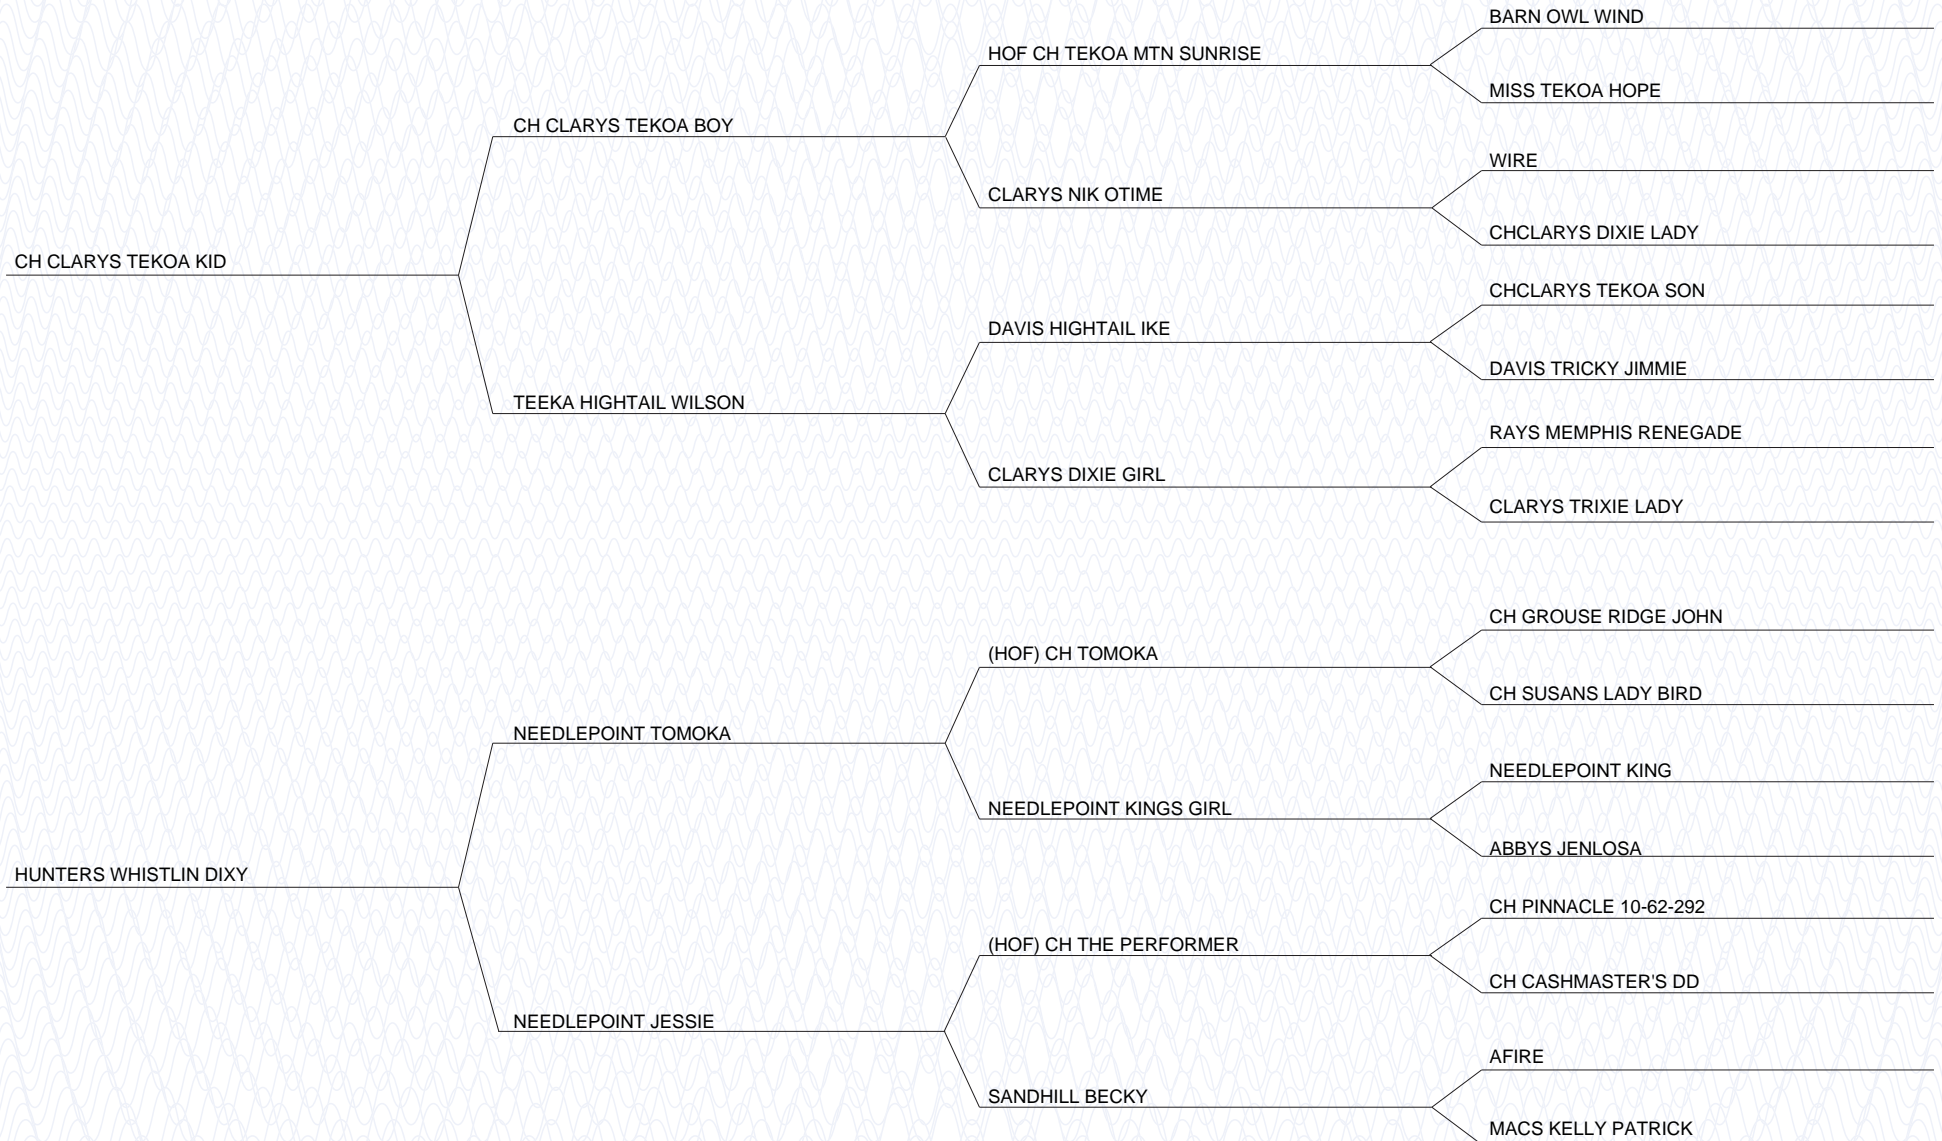 BARN OWL WIND
HOF CH TEKOA MTN SUNRISE
MISS TEKOA HOPE
CH CLARYS TEKOA BOY
WIRE
CLARYS NIK OTIME
CHCLARYS DIXIE LADY
CH CLARYS TEKOA KID
CHCLARYS TEKOA SON
DAVIS HIGHTAIL IKE
DAVIS TRICKY JIMMIE
TEEKA HIGHTAIL WILSON
RAYS MEMPHIS RENEGADE
CLARYS DIXIE GIRL
CLARYS TRIXIE LADY
CH GROUSE RIDGE JOHN
(HOF) CH TOMOKA
CH SUSANS LADY BIRD
NEEDLEPOINT TOMOKA
NEEDLEPOINT KING
NEEDLEPOINT KINGS GIRL
ABBYS JENLOSA
HUNTERS WHISTLIN DIXY
CH PINNACLE 10-62-292
(HOF) CH THE PERFORMER
CH CASHMASTER'S DD
NEEDLEPOINT JESSIE
AFIRE
SANDHILL BECKY
MACS KELLY PATRICK